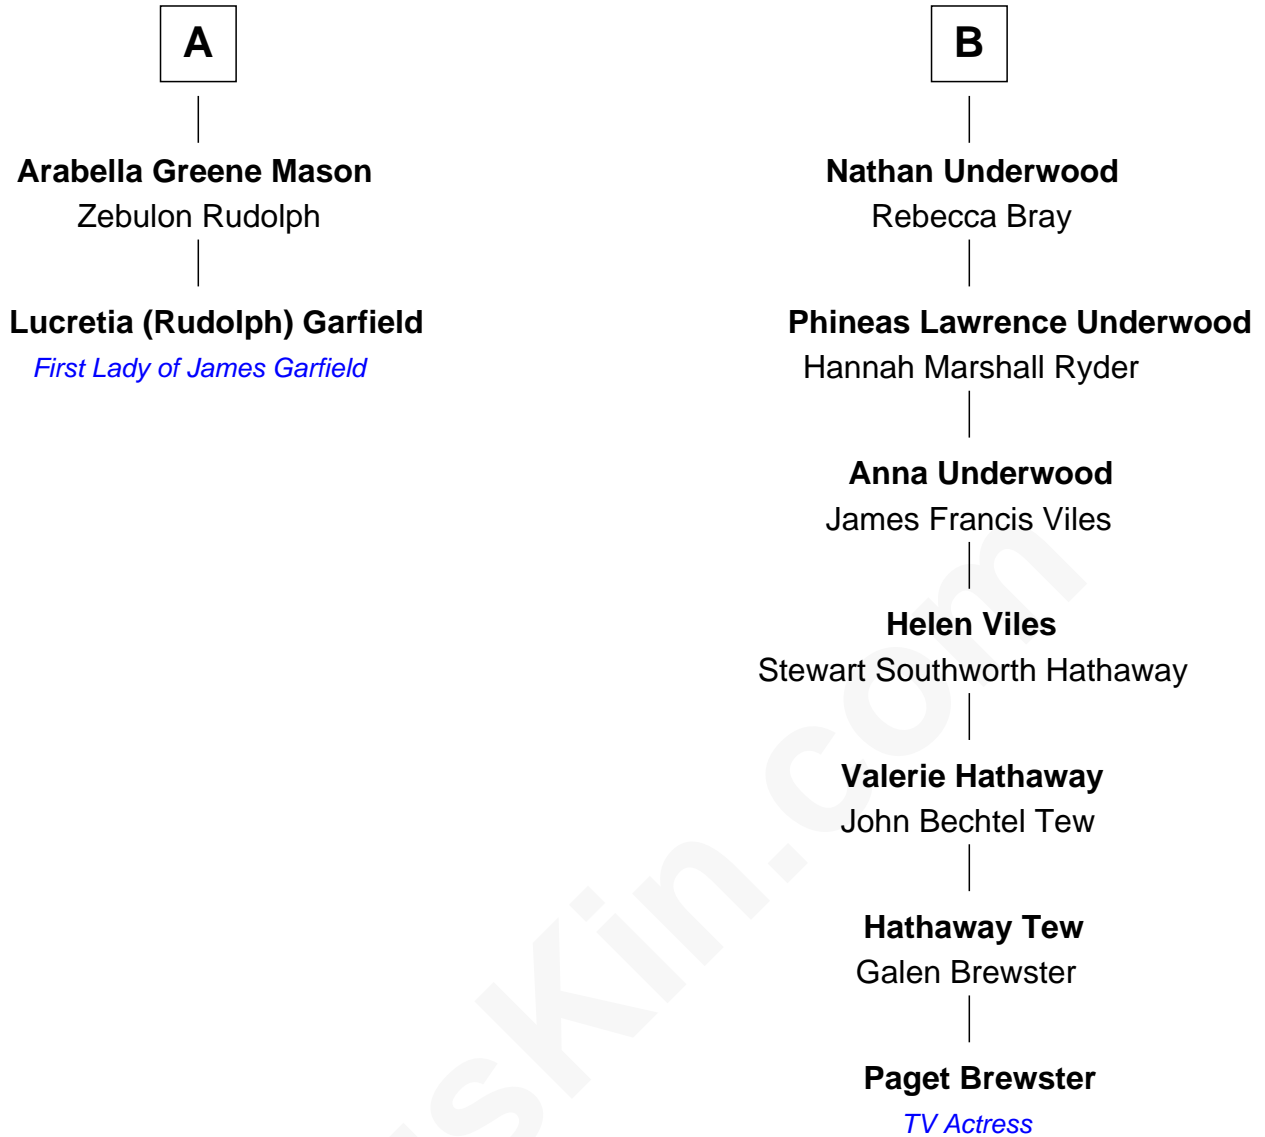 A
Arabella Greene Mason
Zebulon Rudolph
Lucretia (Rudolph) Garfield
First Lady of James Garfield
B
Nathan Underwood
Rebecca Bray
Phineas Lawrence Underwood
Hannah Marshall Ryder
Anna Underwood
James Francis Viles
Helen Viles
Stewart Southworth Hathaway
Valerie Hathaway
John Bechtel Tew
Hathaway Tew
Galen Brewster
Paget Brewster
TV Actress
sKin.com